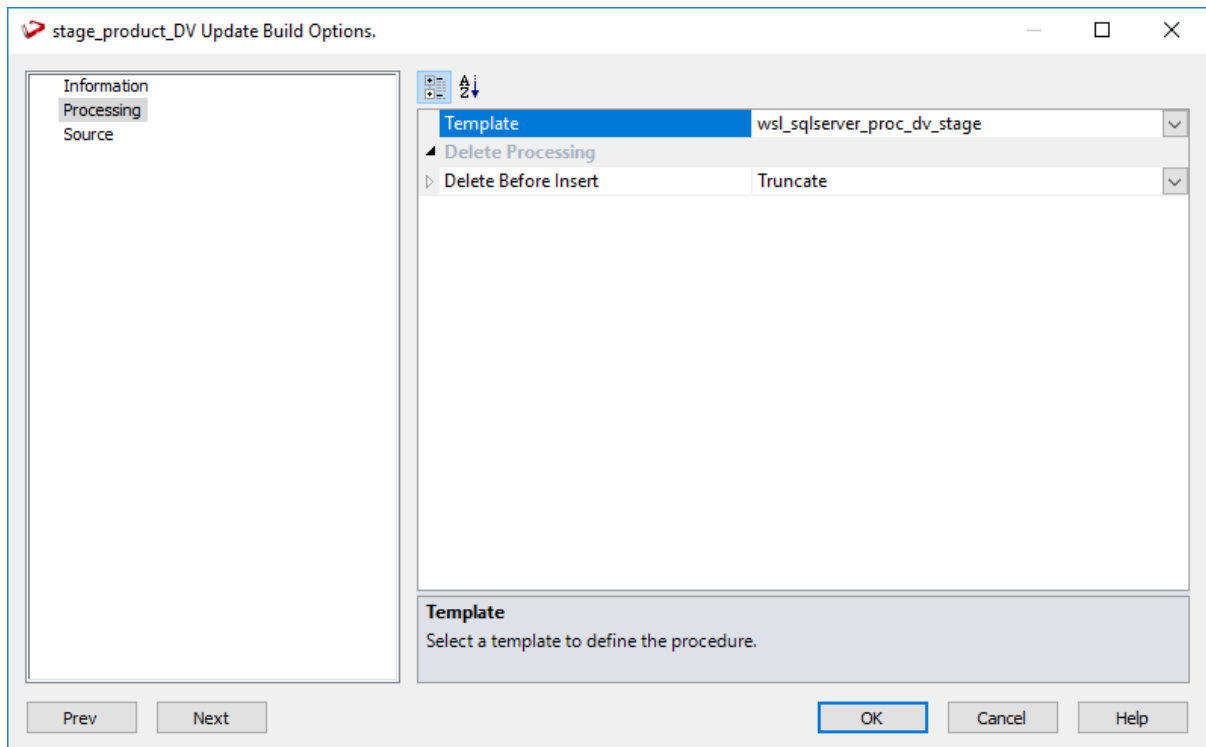 stage_product_DV Update Build Options.
Information
Processing
Source
A
Z
Template wsl_sqlserver_proc_dv_stage
Delete Processing
Delete Before Insert Truncate
Template
Select a template to define the procedure.
Prev Next OK Cancel Help